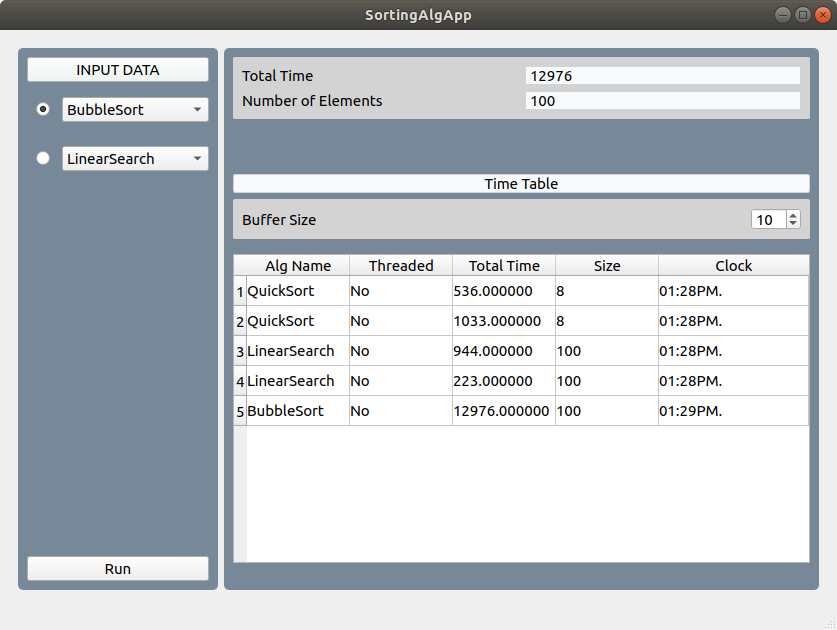 SortingAlgApp
INPUT DATA
BubbleSort
LinearSearch
Run
Total Time 12976
Number of Elements 100
Time Table
Buffer Size 10
Alg Name Threaded Total Time Size Clock
1 QuickSort No 536.000000 8 01:28PM.
2 QuickSort No 1033.000000 8 01:28PM.
3 LinearSearch No 944.000000 100 01:28PM.
4 LinearSearch No 223.000000 100 01:28PM.
5 BubbleSort No 12976.000000 100 01:29PM.